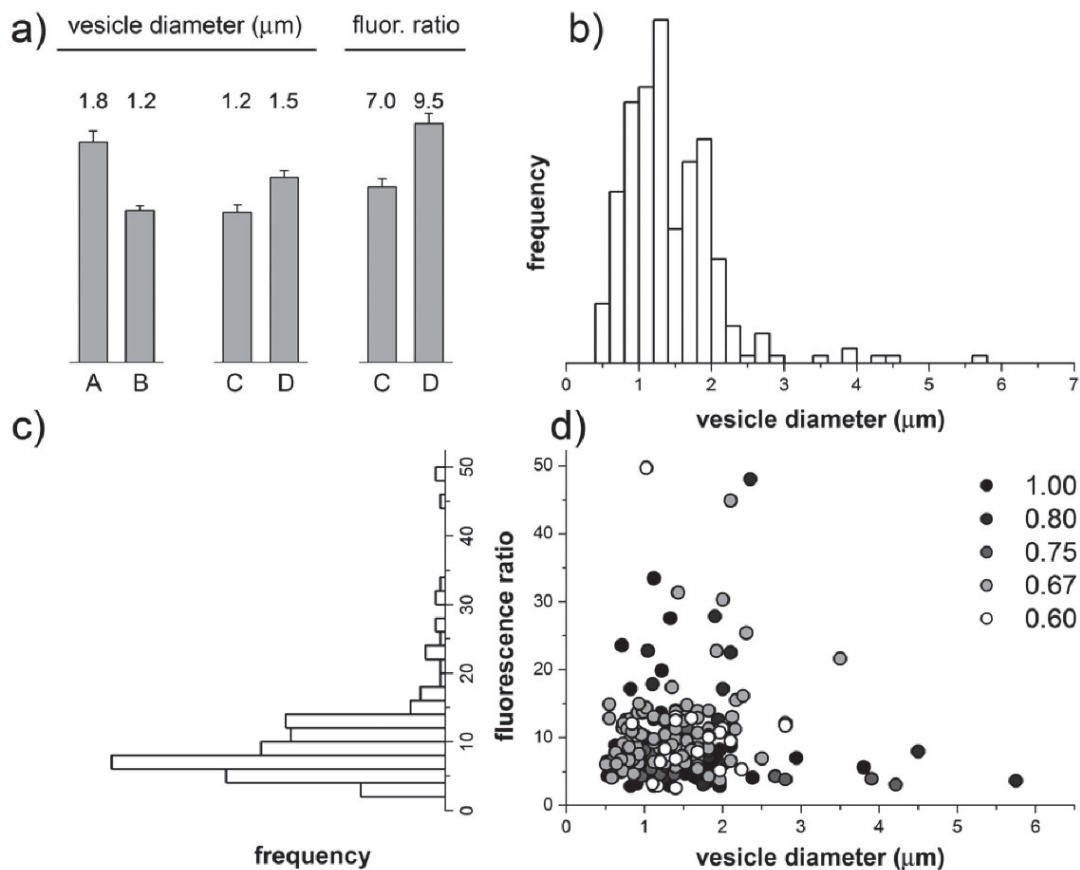 a)
vesicle diameter (μm) fluor. ratio
1.8 1.2 1.2 1.5 7.0 9.5
A B C D C D
b)
frequency
0 1 2 3 4 5 6 7
vesicle diameter (μm)
c)
50
40
30
20
10
0
fluorescence ratio
frequency
d)
50
40
30
20
10
0
1.00
0.80
0.75
0.67
0.60
0 1 2 3 4 5 6
vesicle diameter (μm)